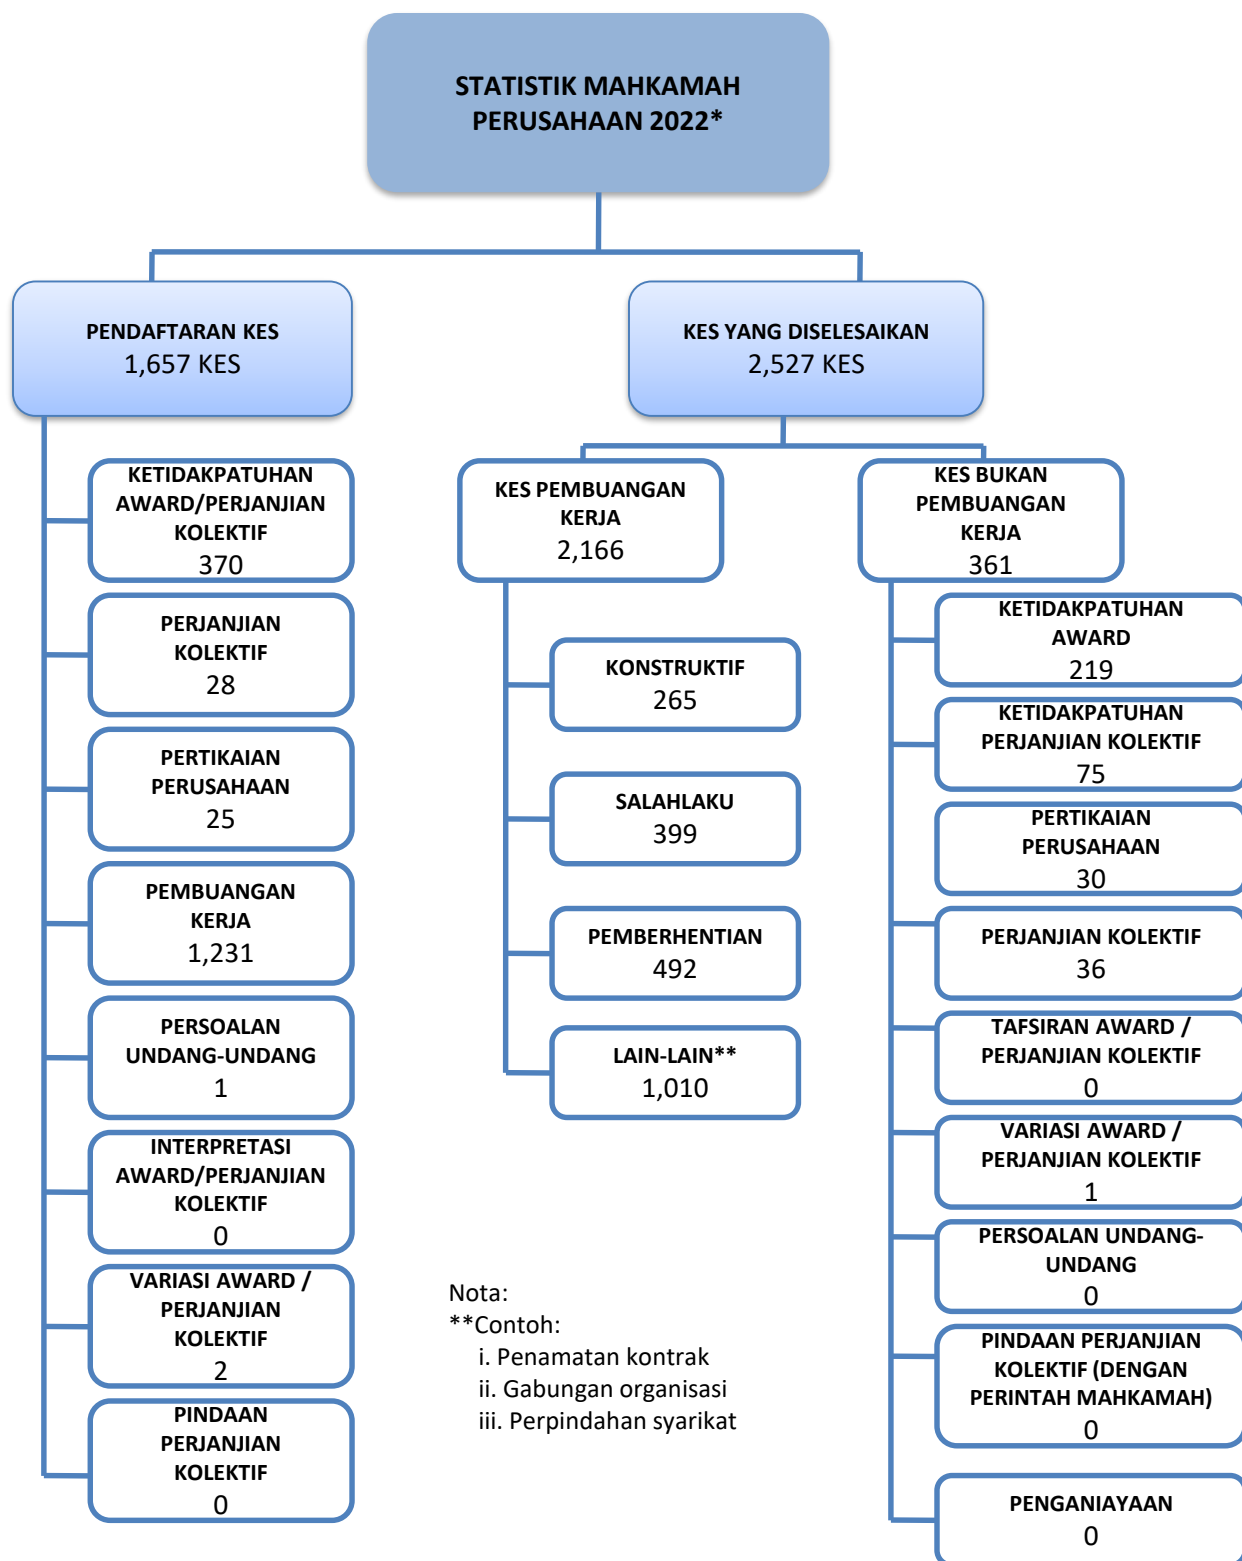 STATISTIK MAHKAMAH
PERUSAHAAN 2022*
PENDAFTARAN KES
1,657 KES
KETIDAKPATUHAN
AWARD/PERJANJIAN
KOLEKTIF
370
PERJANJIAN
KOLEKTIF
28
PERTIKAIAN
PERUSAHAAN
25
PEMBUANGAN
KERJA
1,231
PERSOALAN
UNDANG-UNDANG
1
INTERPRETASI
AWARD/PERJANJIAN
KOLEKTIF
0
VARIASI AWARD /
PERJANJIAN
KOLEKTIF
2
PINDAAN
PERJANJIAN
KOLEKTIF
0
KES YANG DISELESAIKAN
2,527 KES
KES PEMBUANGAN
KERJA
2,166
KONSTRUKTIF
265
SALAHLAKU
399
PEMBERHENTIAN
492
LAIN-LAIN**
1,010
KES BUKAN
PEMBUANGAN
KERJA
361
KETIDAKPATUHAN
AWARD
219
KETIDAKPATUHAN
PERJANJIAN KOLEKTIF
75
PERTIKAIAN
PERUSAHAAN
30
PERJANJIAN KOLEKTIF
36
TAFSIRAN AWARD /
PERJANJIAN KOLEKTIF
0
VARIASI AWARD /
PERJANJIAN KOLEKTIF
1
PERSOALAN UNDANG-
UNDANG
0
PINDAAN PERJANJIAN
KOLEKTIF (DENGAN
PERINTAH MAHKAMAH)
0
PENGANIAYAAN
0
Nota:
**Contoh:
i. Penamatan kontrak
ii. Gabungan organisasi
iii. Perpindahan syarikat